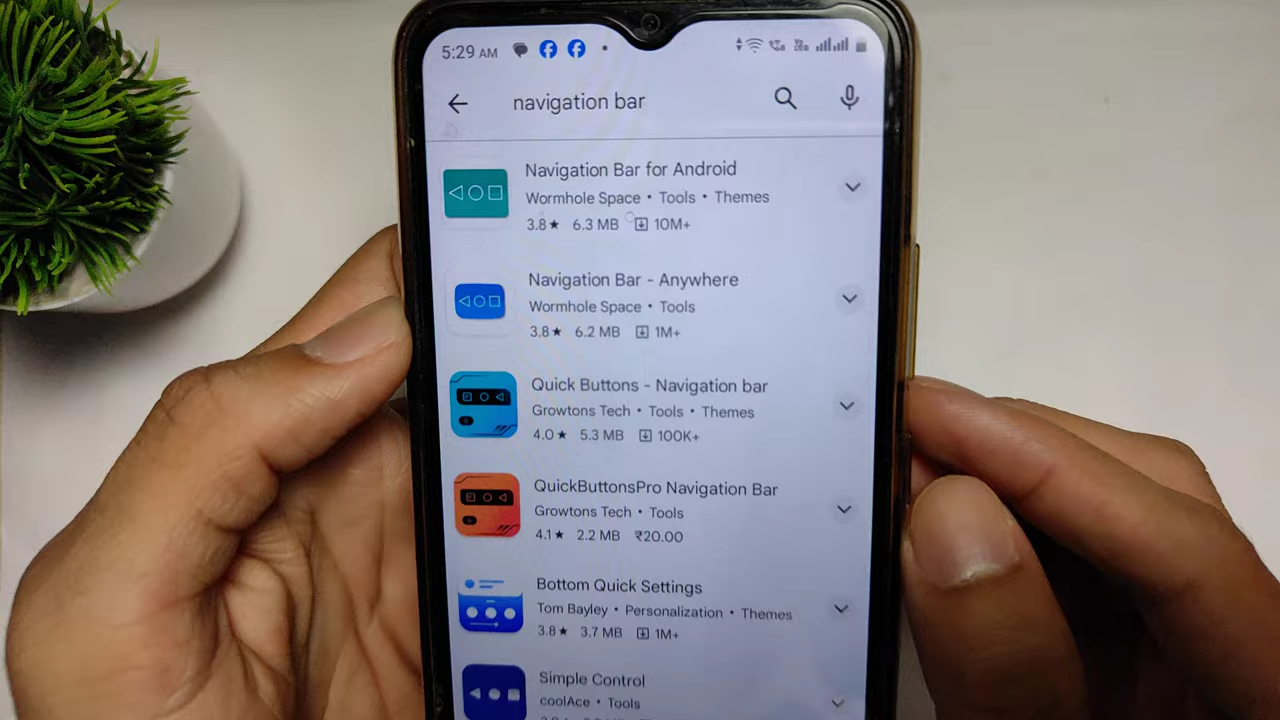 5:29 AM
navigation bar
Navigation Bar for Android
Wormhole Space • Tools • Themes
3.8★ 6.3 MB 10M+
Navigation Bar - Anywhere
Wormhole Space • Tools
3.8★ 6.2 MB 1M+
Quick Buttons - Navigation bar
Growtons Tech • Tools • Themes
4.0★ 5.3 MB 100K+
QuickButtonsPro Navigation Bar
Growtons Tech • Tools
4.1★ 2.2 MB ₹20.00
Bottom Quick Settings
Tom Bayley • Personalization • Themes
3.8★ 3.7 MB 1M+
Simple Control
coolAce • Tools